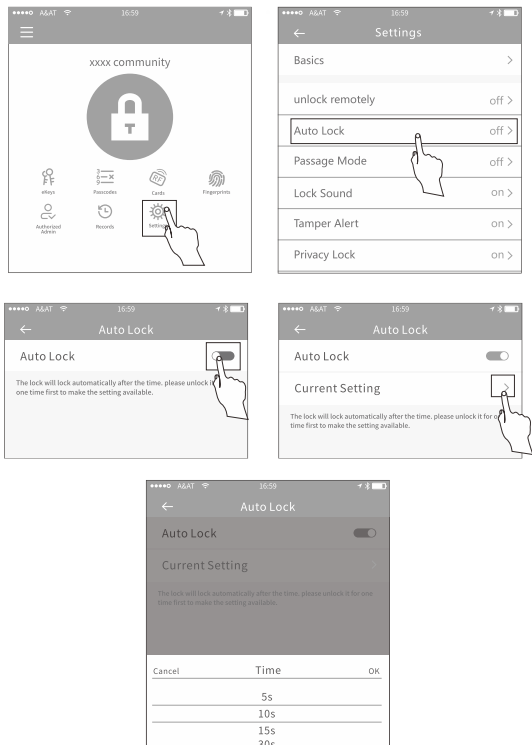 A&AT 16:59
xxxx community
T
eKeys Passcodes Cards Fingerprints
RF
Authorized Admin Records Settings
A&AT 16:59
Settings
Basics
unlock remotely off
Auto Lock off
Passage Mode off
Lock Sound on
Tamper Alert on
Privacy Lock on
A&AT 16:59
Auto Lock
Auto Lock
The lock will lock automatically after the time. please unlock it
one time first to make the setting available.
A&AT 16:59
Auto Lock
Auto Lock
Current Setting
The lock will lock automatically after the time. please unlock it for
time first to make the setting available.
A&AT 16:59
Auto Lock
Auto Lock
Current Setting
The lock will lock automatically after the time. please unlock it for one
time first to make the setting available.
Cancel Time OK
5s
10s
15s
30s